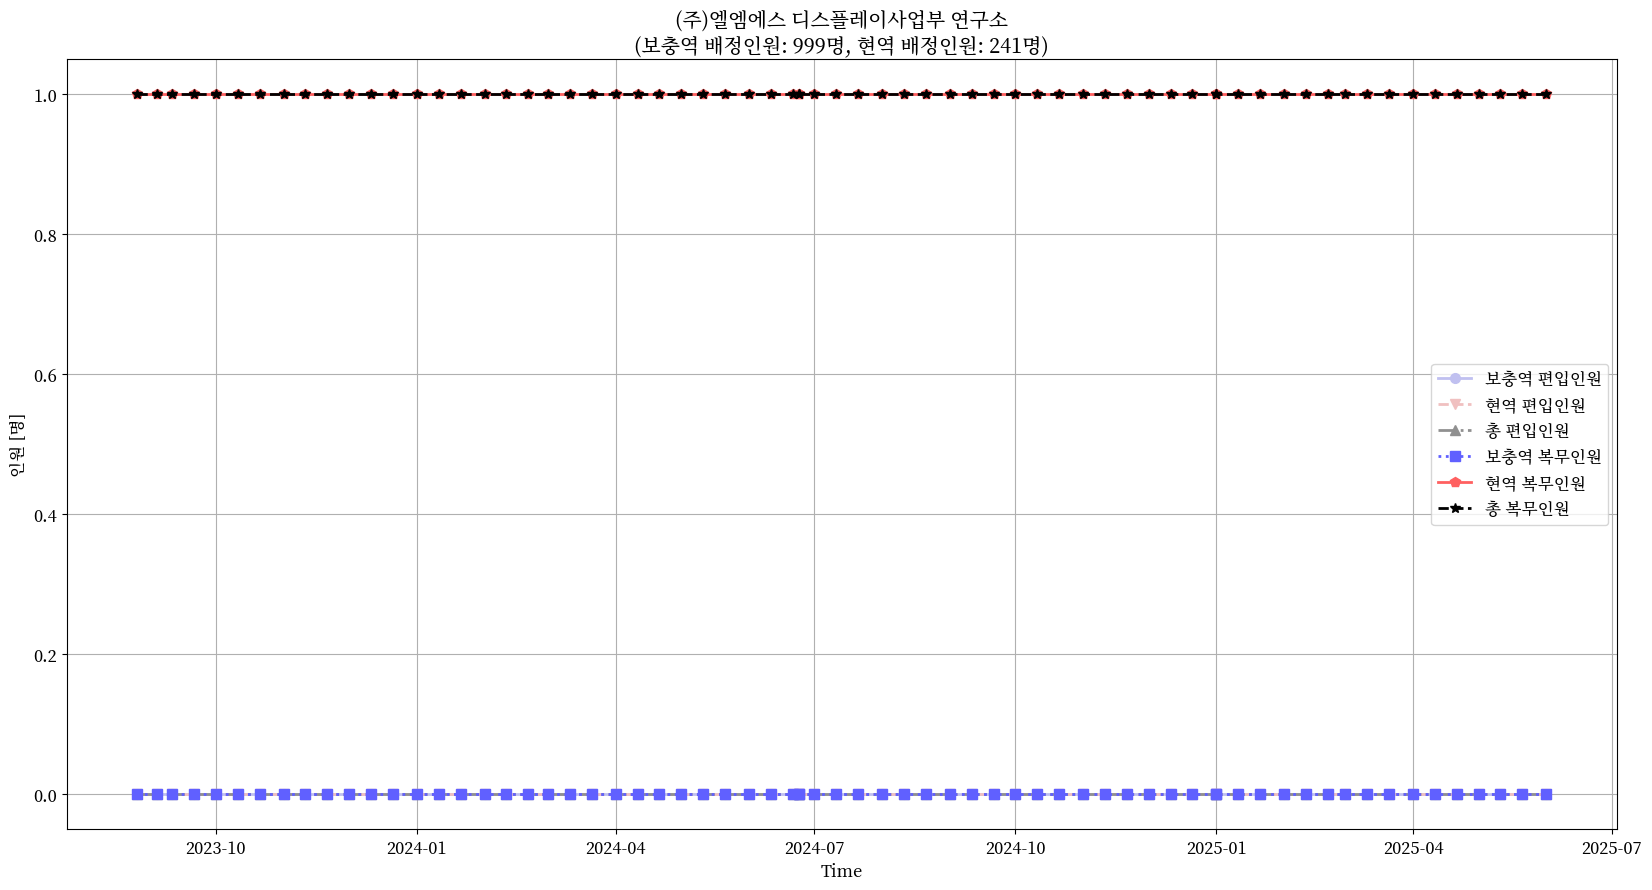 (주)엘엠에스 디스플레이사업부 연구소
(보충역 배정인원: 999명, 현역 배정인원: 241명)
1.0
0.8
0.6
0.4
0.2
0.0
인원 [명]
보충역 편입인원
현역 편입인원
총 편입인원
보충역 복무인원
현역 복무인원
총 복무인원
2023-10
2024-01
2024-04
2024-07
2024-10
2025-01
2025-04
2025-07
Time